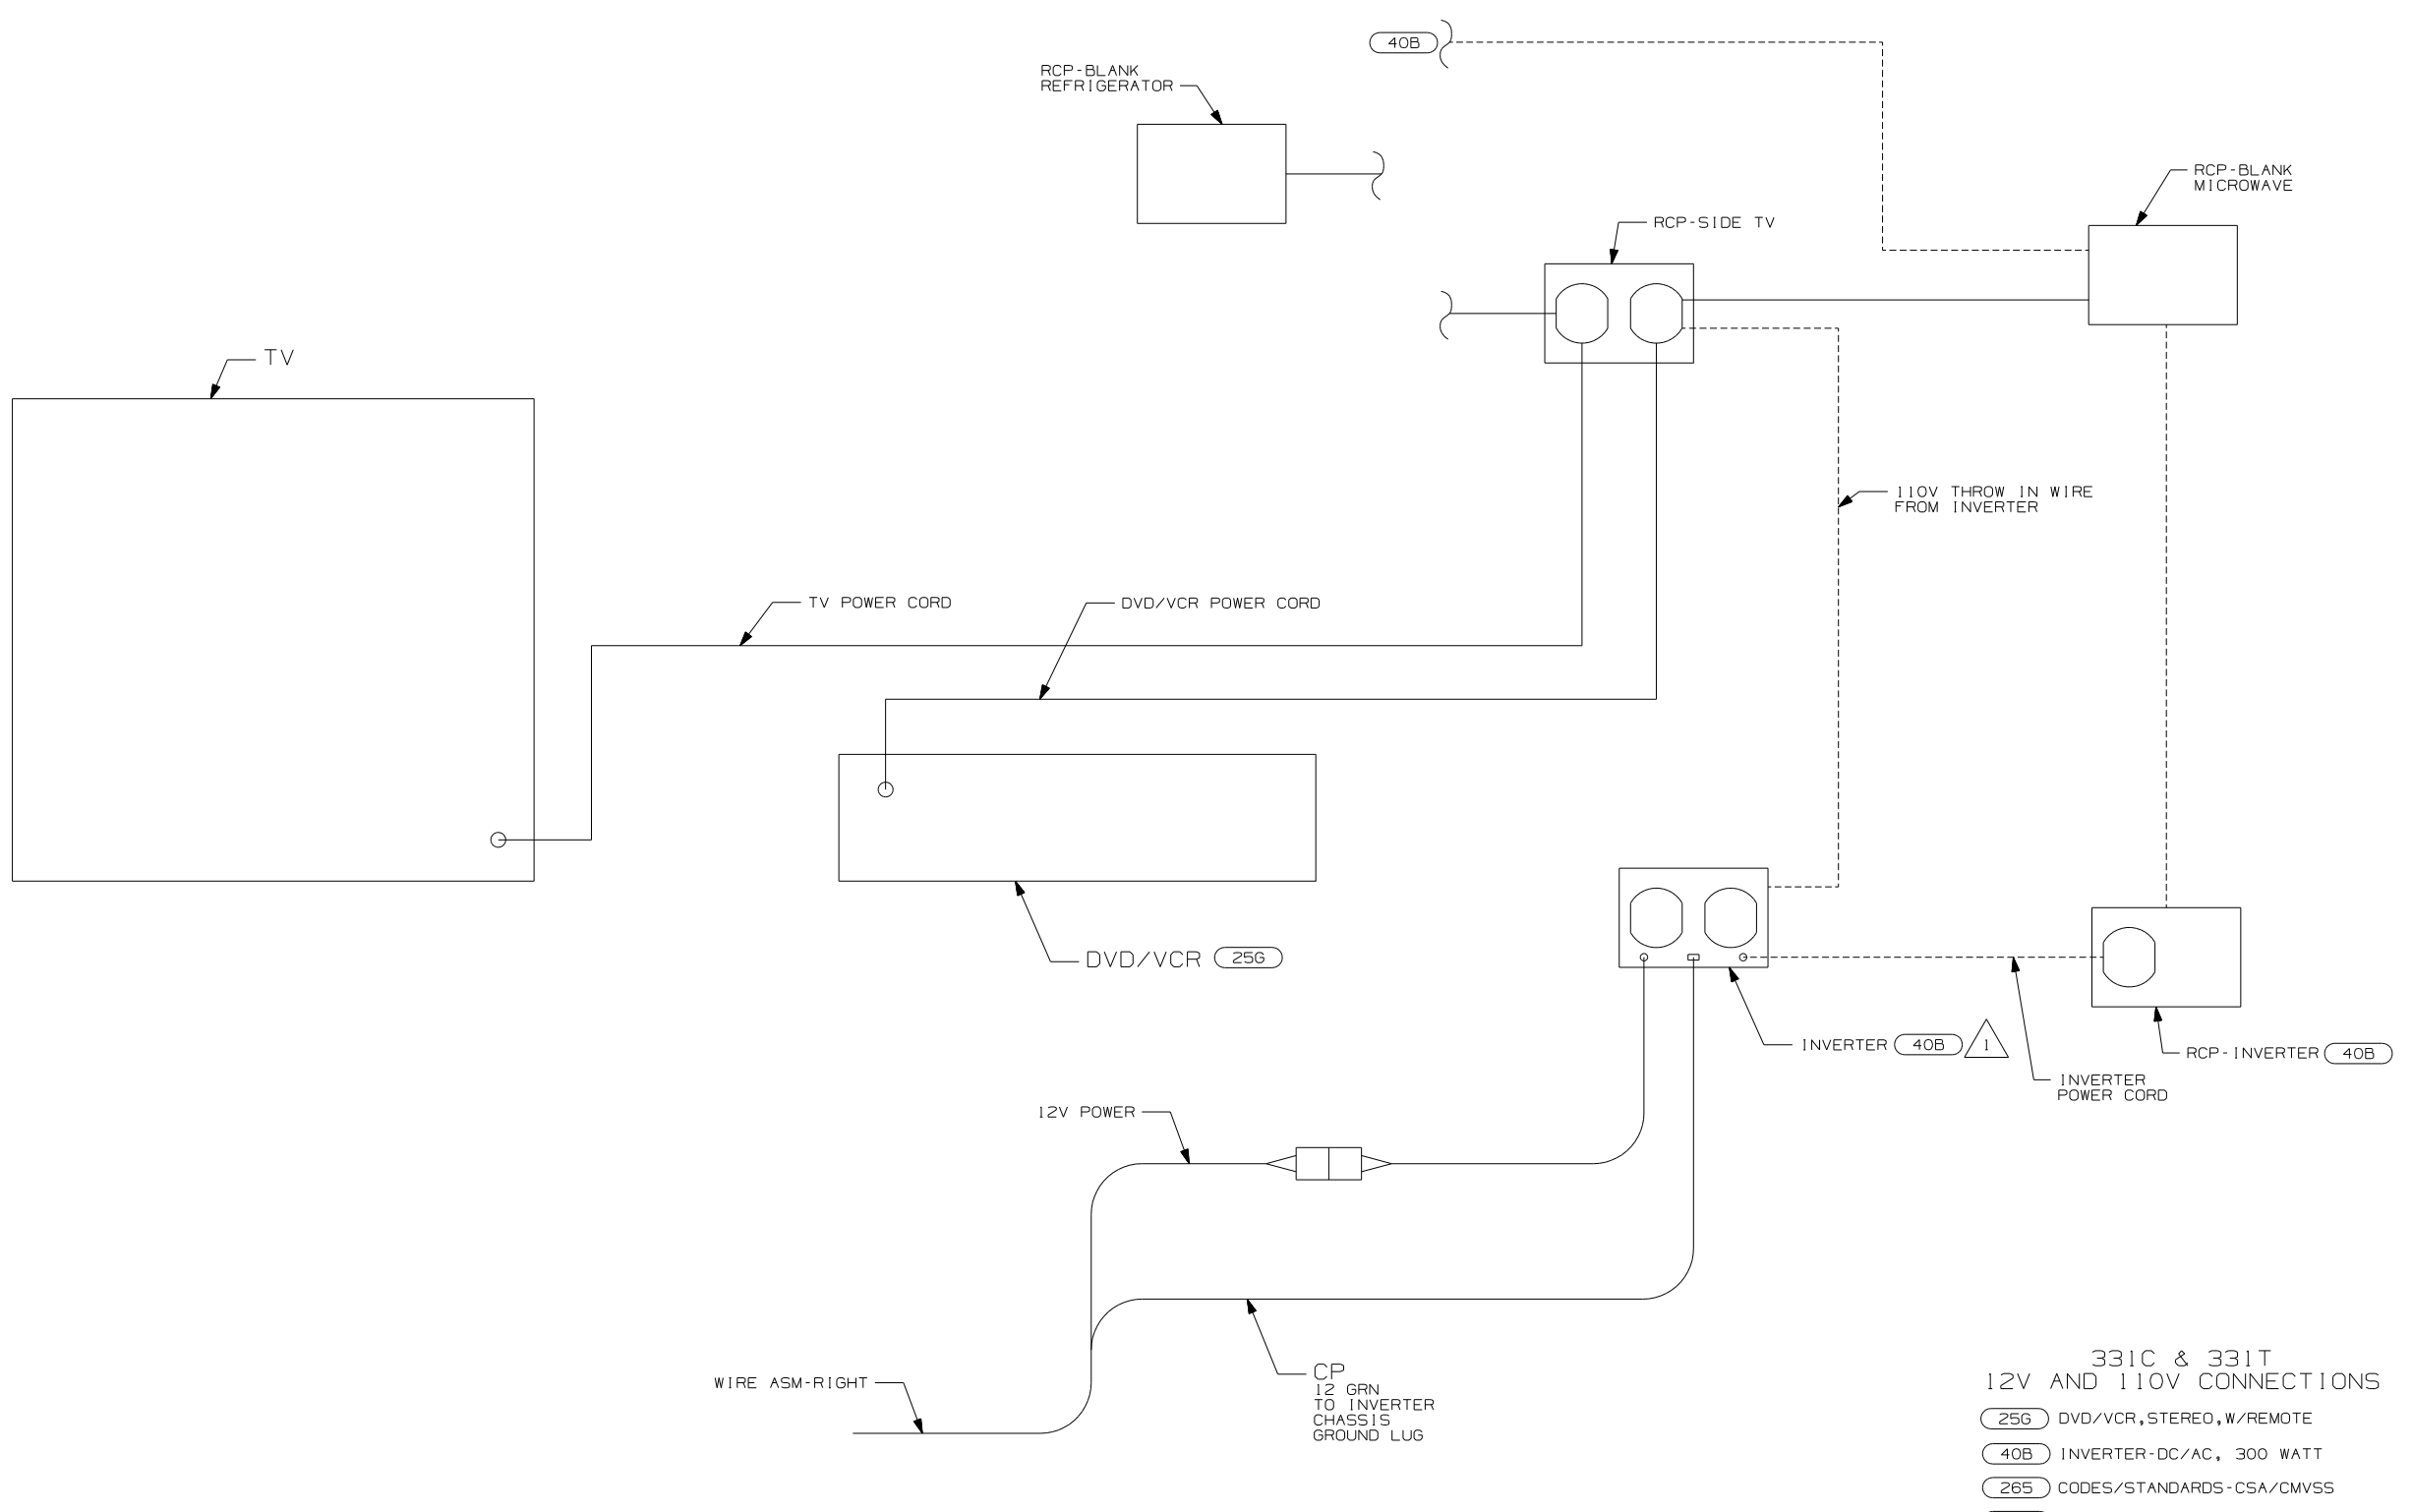 40B
RCP-BLANK
REFRIGERATOR
RCP-BLANK
MICROWAVE
RCP-SIDE TV
TV
110V THROW IN WIRE
FROM INVERTER
TV POWER CORD
DVD/VCR POWER CORD
DVD/VCR 25G
INVERTER 40B 1
RCP-INVERTER 40B
INVERTER
POWER CORD
12V POWER
WIRE ASM-RIGHT
CP
12 GRN
TO INVERTER
CHASSIS
GROUND LUG
331C & 331T
12V AND 110V CONNECTIONS
25G DVD/VCR,STEREO,W/REMOTE
40B INVERTER-DC/AC, 300 WATT
265 CODES/STANDARDS-CSA/CMVSS